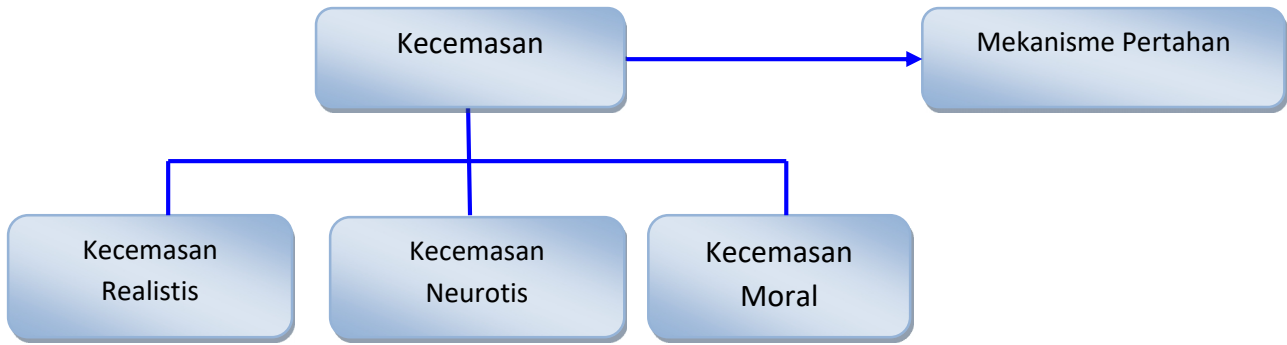 Kecemasan
Mekanisme Pertahan
Kecemasan
Realistis
Kecemasan
Neurotis
Kecemasan
Moral